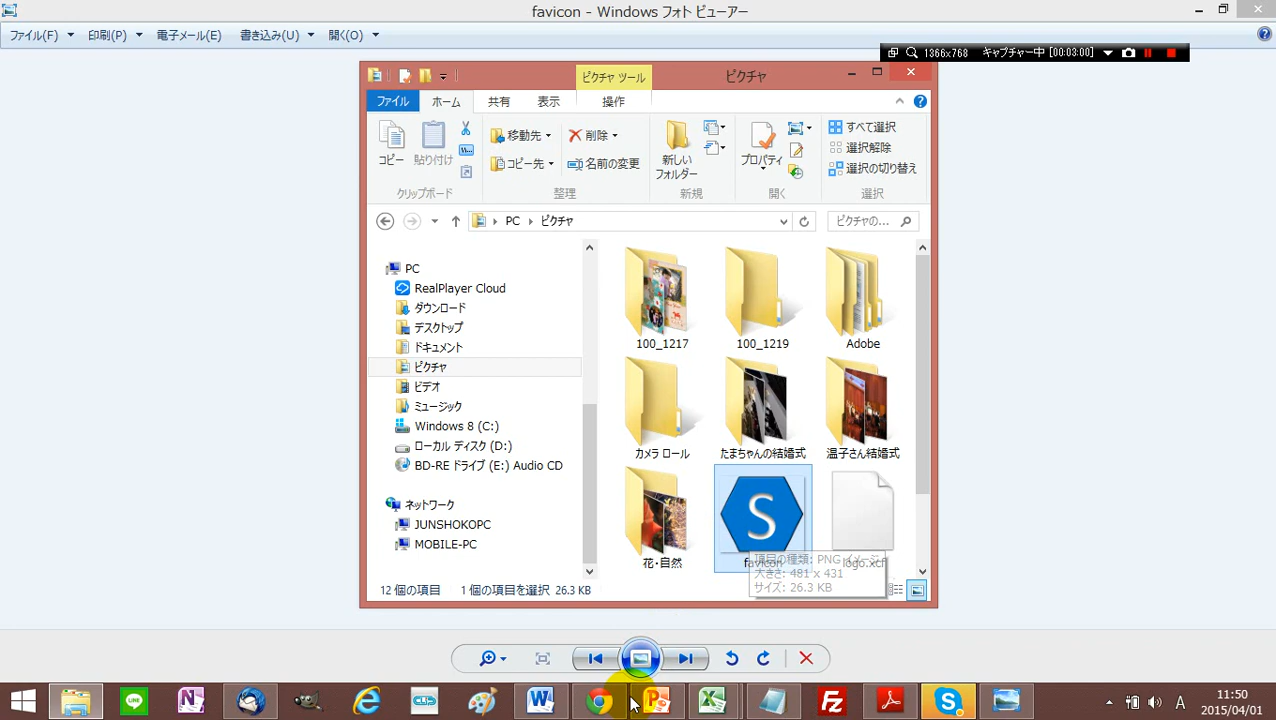 favicon - Windows フォト ビューアー
ファイル(F) 印刷(P) 電子メール(E) 書き込み(U) 開く(O)
1366x768 キャプチャー中 [00:03:00]
ピクチャ ツール ピクチャ
ファイル ホーム 共有 表示 操作
コピー 貼り付け 移動先 削除 新しい フォルダー プロパティ すべて選択
コピー先 名前の変更 選択解除
選択の切り替え
クリップボード 整理 新規 開く 選択
PC ピクチャ ピクチャの...
PC
RealPlayer Cloud
ダウンロード
デスクトップ
ドキュメント
ピクチャ
ビデオ
ミュージック
Windows 8 (C:)
ローカル ディスク (D:)
BD-RE ドライブ (E:) Audio CD
ネットワーク
JUNSHOKOPC
MOBILE-PC
100_1217 100_1219 Adobe
カメラ ロール たまちゃんの結婚式 温子さん結婚式
S
花・自然 favicon logo.xcf
項目の種類: PNG イメージ
大きさ: 481 x 431
サイズ: 26.3 KB
12 個の項目 1 個の項目を選択 26.3 KB
LINE N W P X Fz S A 11:50
2015/04/01